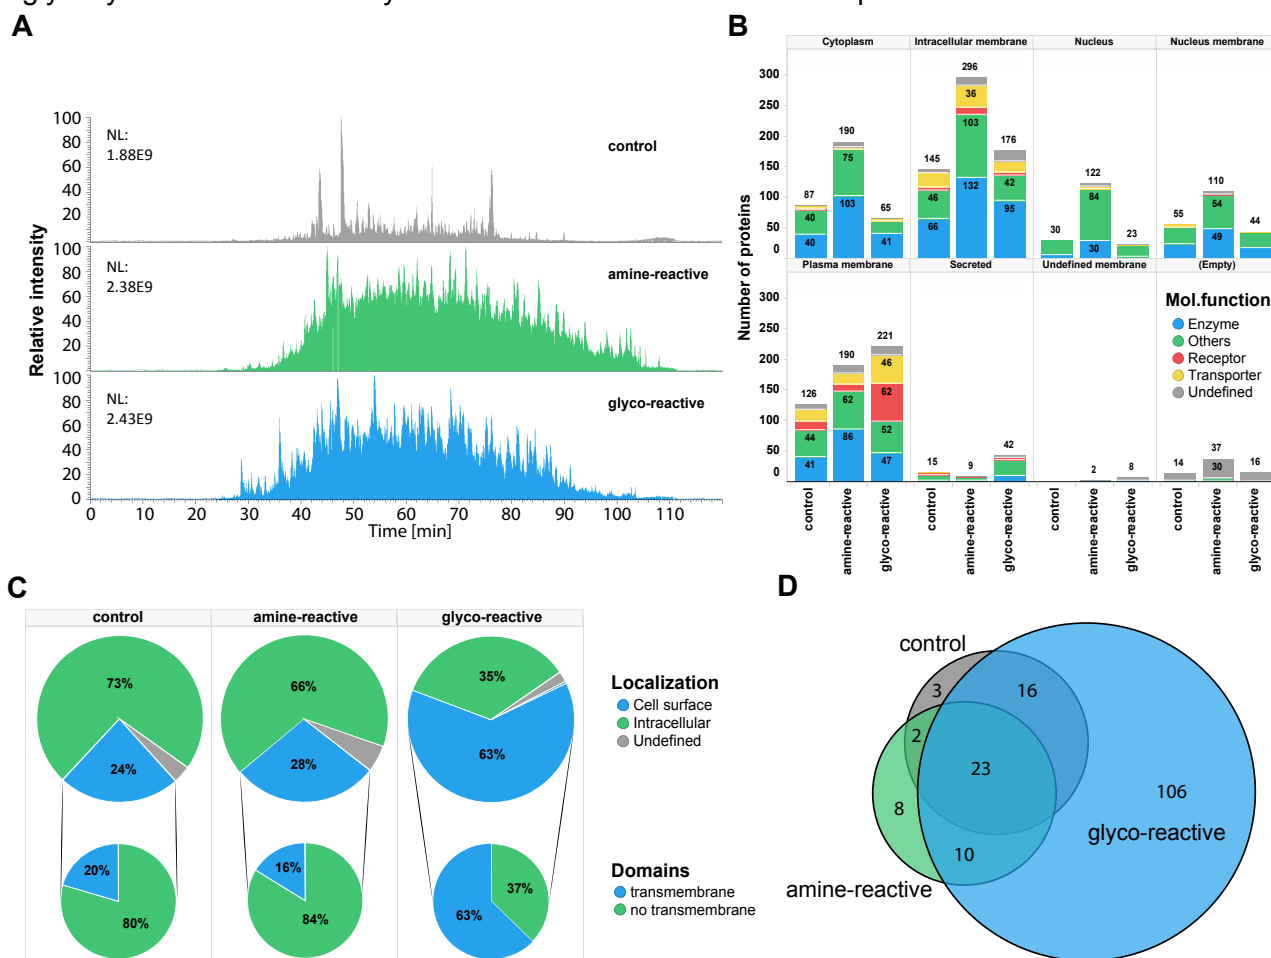 A
100
80
60
40
20
NL:
1.88E9
control
100
80
60
40
20
NL:
2.38E9
amine-reactive
100
80
60
40
20
0
NL:
2.43E9
glyco-reactive
Relative intensity
0 10 20 30 40 50 60 70 80 90 100 110
Time [min]
B
Cytoplasm Intracellular membrane Nucleus Nucleus membrane
300
250
200
150
100
50
0
87
40
40
190
75
103
65
41
145
46
66
296
36
103
132
176
42
95
30
122
84
30
23
55
110
54
49
44
Number of proteins
Plasma membrane Secreted Undefined membrane (Empty)
300
250
200
150
100
50
0
126
44
41
190
62
86
221
46
62
52
47
15
9
42
2
8
14
37
30
16
Mol.function
Enzyme
Others
Receptor
Transporter
Undefined
control amine-reactive glyco-reactive control amine-reactive glyco-reactive control amine-reactive glyco-reactive control amine-reactive glyco-reactive
C
control amine-reactive glyco-reactive
73%
24%
66%
28%
35%
63%
Localization
Cell surface
Intracellular
Undefined
20%
80%
16%
84%
37%
63%
Domains
transmembrane
no transmembrane
D
control
3
16
2
23
106
8
glyco-reactive
10
amine-reactive